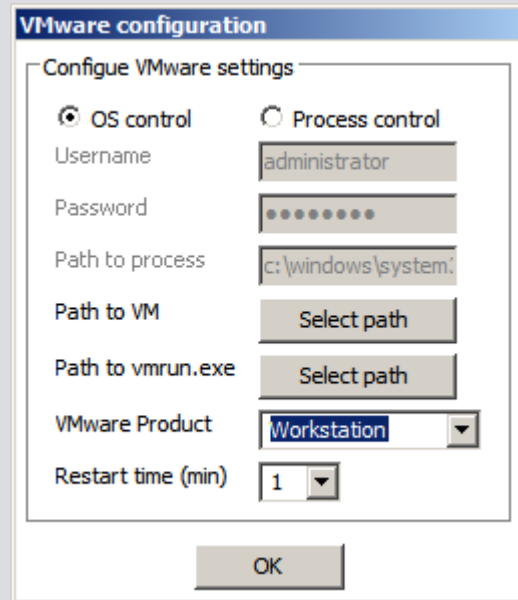 VMware configuration
Configue VMware settings
OS control Process control
Username administrator
Password ●●●●●●●●
Path to process c:\windows\system
Path to VM Select path
Path to vmrun.exe Select path
VMware Product Workstation
Restart time (min) 1
OK